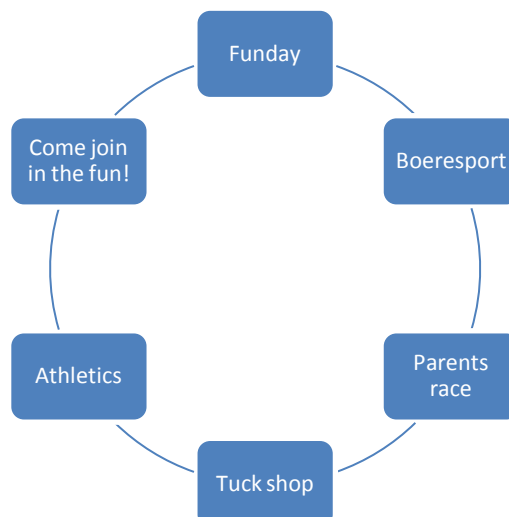 Funday
Boeresport
Parents
race
Tuck shop
Athletics
Come join
in the fun!